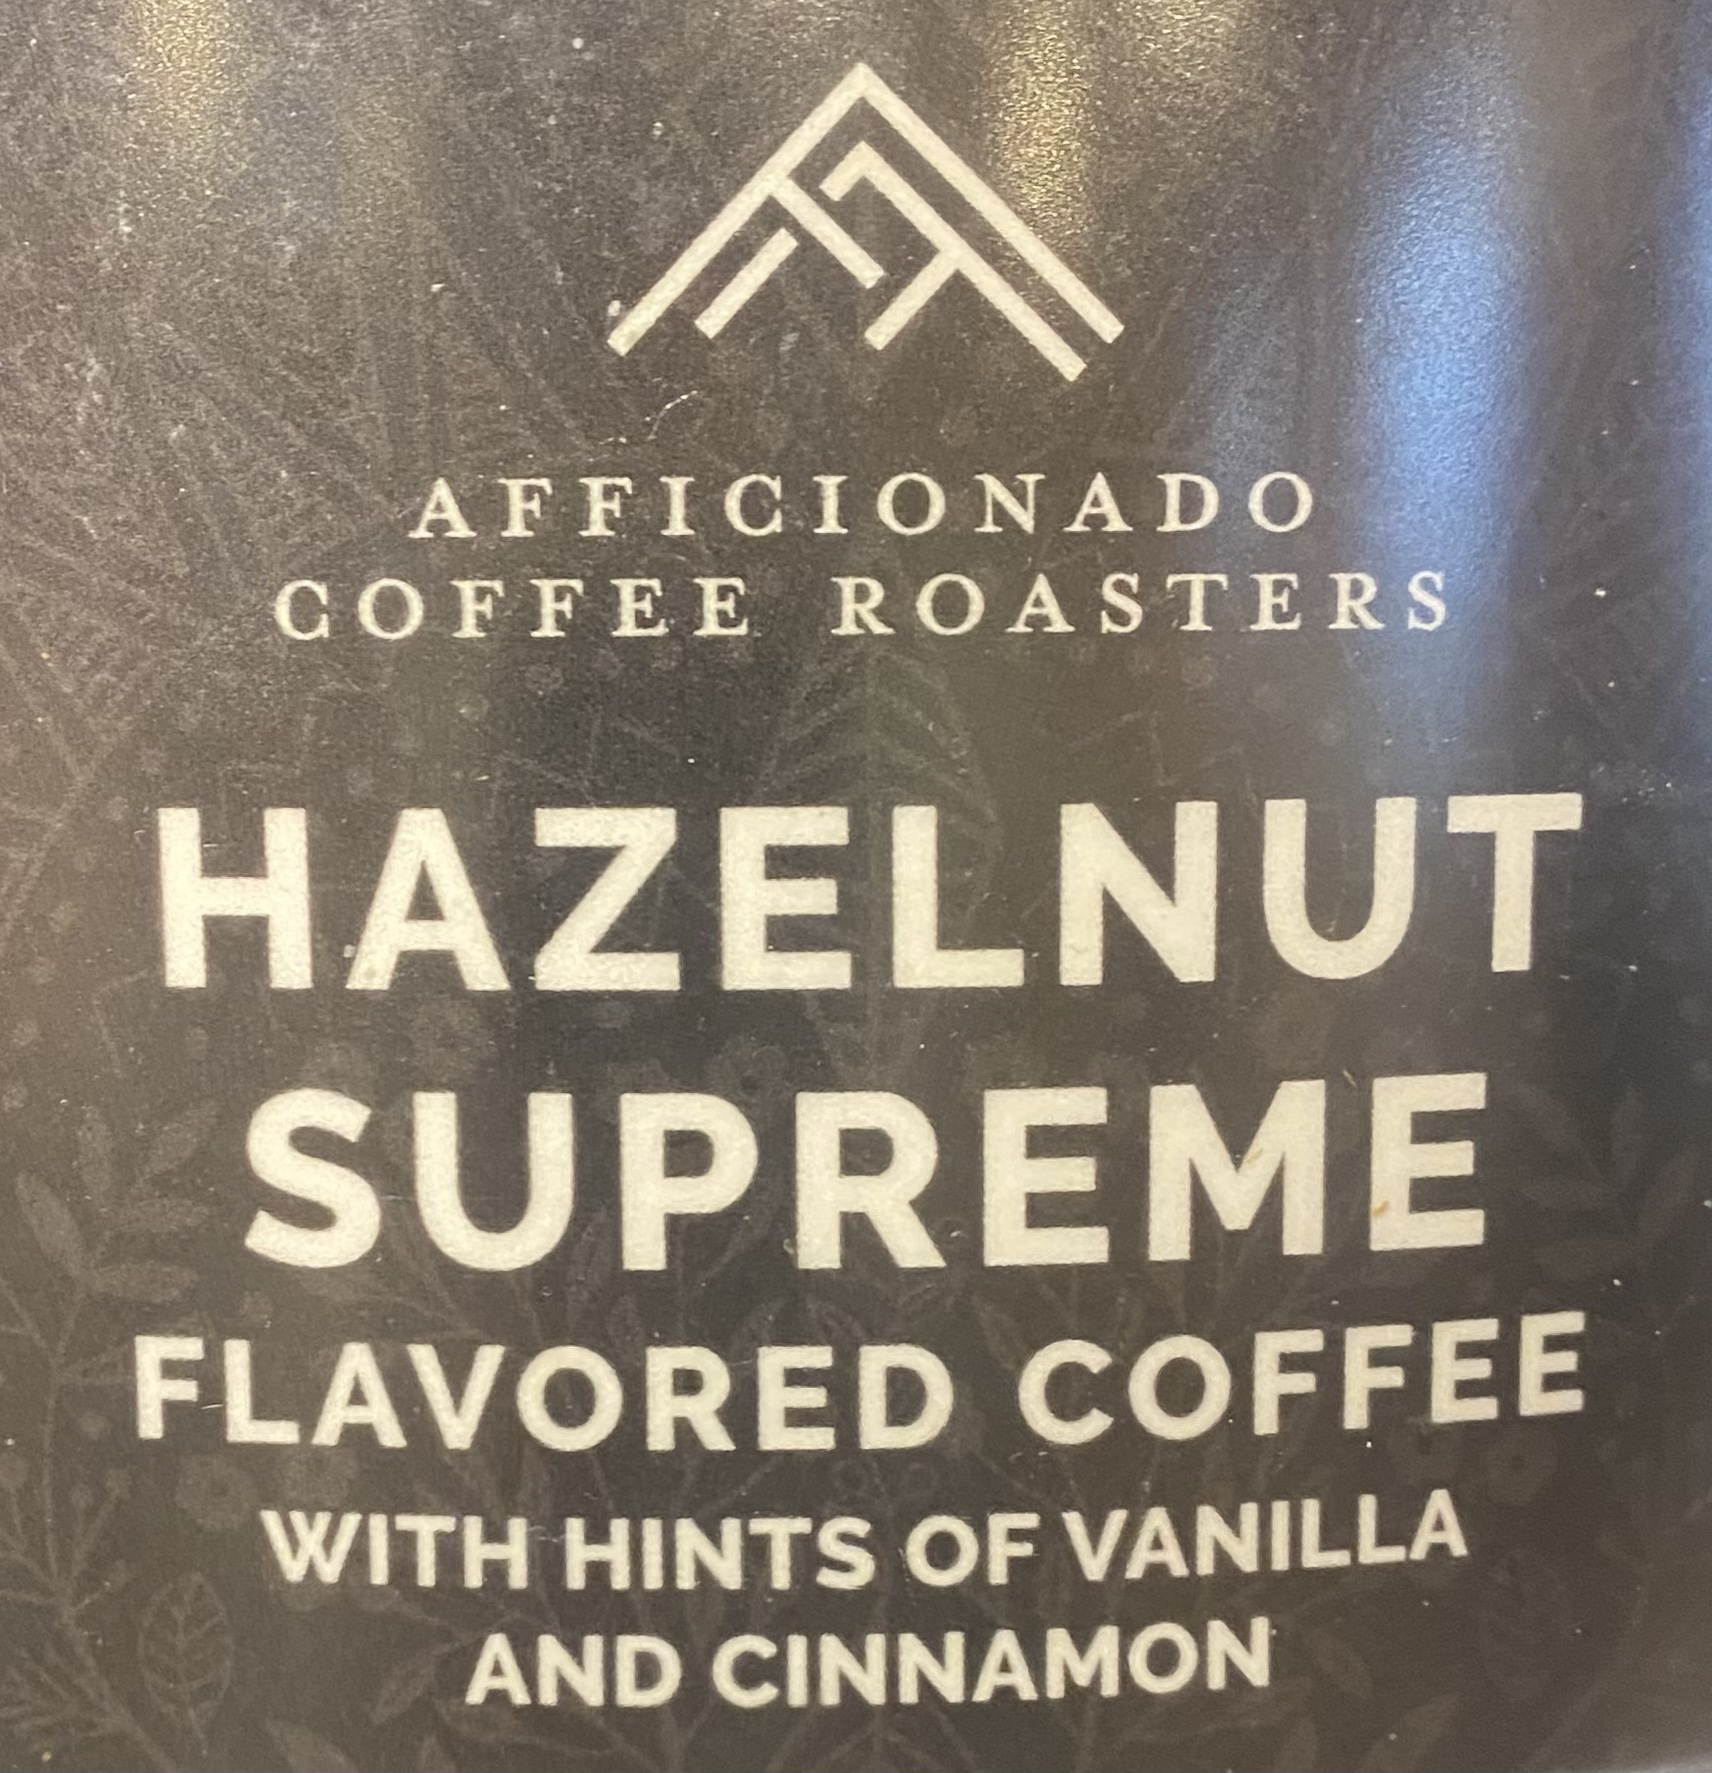 AFFICIONADO
COFFEE ROASTERS
HAZELNUT
SUPREME
FLAVORED COFFEE
WITH HINTS OF VANILLA
AND CINNAMON